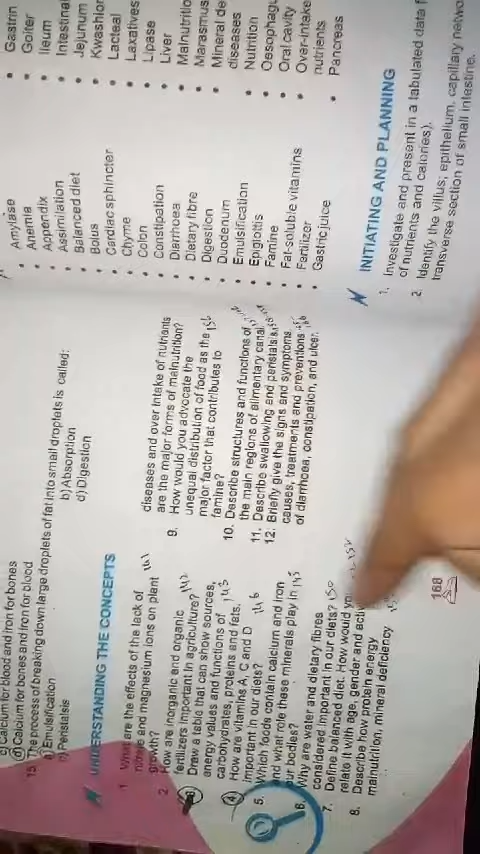 c) Calcium for blood and iron for bones
d) Calcium for bones and iron for blood
15 The process of breaking down large droplets of fat into small droplets is called:
a) Emulsification b) Absorption
c) Peristalsis d) Digestion
UNDERSTANDING THE CONCEPTS
1 What are the effects of the lack of
nitrate and magnesium ions on plant
growth?
2 How are inorganic and organic
fertilizers important in agriculture?
3 Draw a table that can show sources,
energy values and functions of
carbohydrates, proteins and fats.
4. How are vitamins A, C and D
important in our diets?
5. Which foods contain calcium and iron
and what role these minerals play in
our bodies?
6. Why are water and dietary fibres
considered important in our diets? 150
7. Define balanced diet. How would you
relate it with age, gender and
8. Describe how protein energy
malnutrition, mineral deficiency
diseases and over intake of nutrients
are the major forms of malnutrition?
9. How would you advocate the
unequal distribution of food as the
major factor that contributes to
famine?
10. Describe structures and functions of
the main regions of alimentary canal.
11. Describe swallowing and peristalsis.
12. Briefly give the signs and symptoms,
causes, treatments and preventions
of diarrhoea, constipation, and ulcer.
168
• Amylase
• Anemia
• Appendix
• Assimilation
• Balanced diet
• Bolus
• Cardiac sphincter
• Chyme
• Colon
• Constipation
• Diarrhoea
• Dietary fibre
• Digestion
• Duodenum
• Emulsification
• Epiglottis
• Famine
• Fat-soluble vitamins
• Fertilizer
• Gastric juice
• Gastrin
• Goiter
• Ileum
• Intestinal
• Jejunum
• Lacteal
• Laxatives
• Lipase
• Liver
• Marasmus
• Mineral
diseases
• Nutrition
• Oral cavity
• Over-intake
nutrients
• Pancreas
INITIATING AND PLANNING
1. Investigate and present in a tabulated data
of nutrients and calories).
2. Identify the villus; epithelium, capillary
transverse section of small intestine.